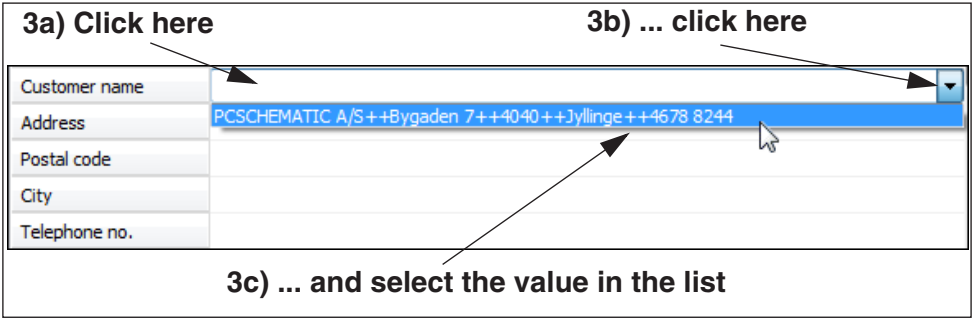 3a) Click here
3b) ... click here
Customer name
PCSCHEMATIC A/S++Bygaden 7++4040++Jyllinge++4678 8244
Address
Postal code
City
Telephone no.
3c) ... and select the value in the list